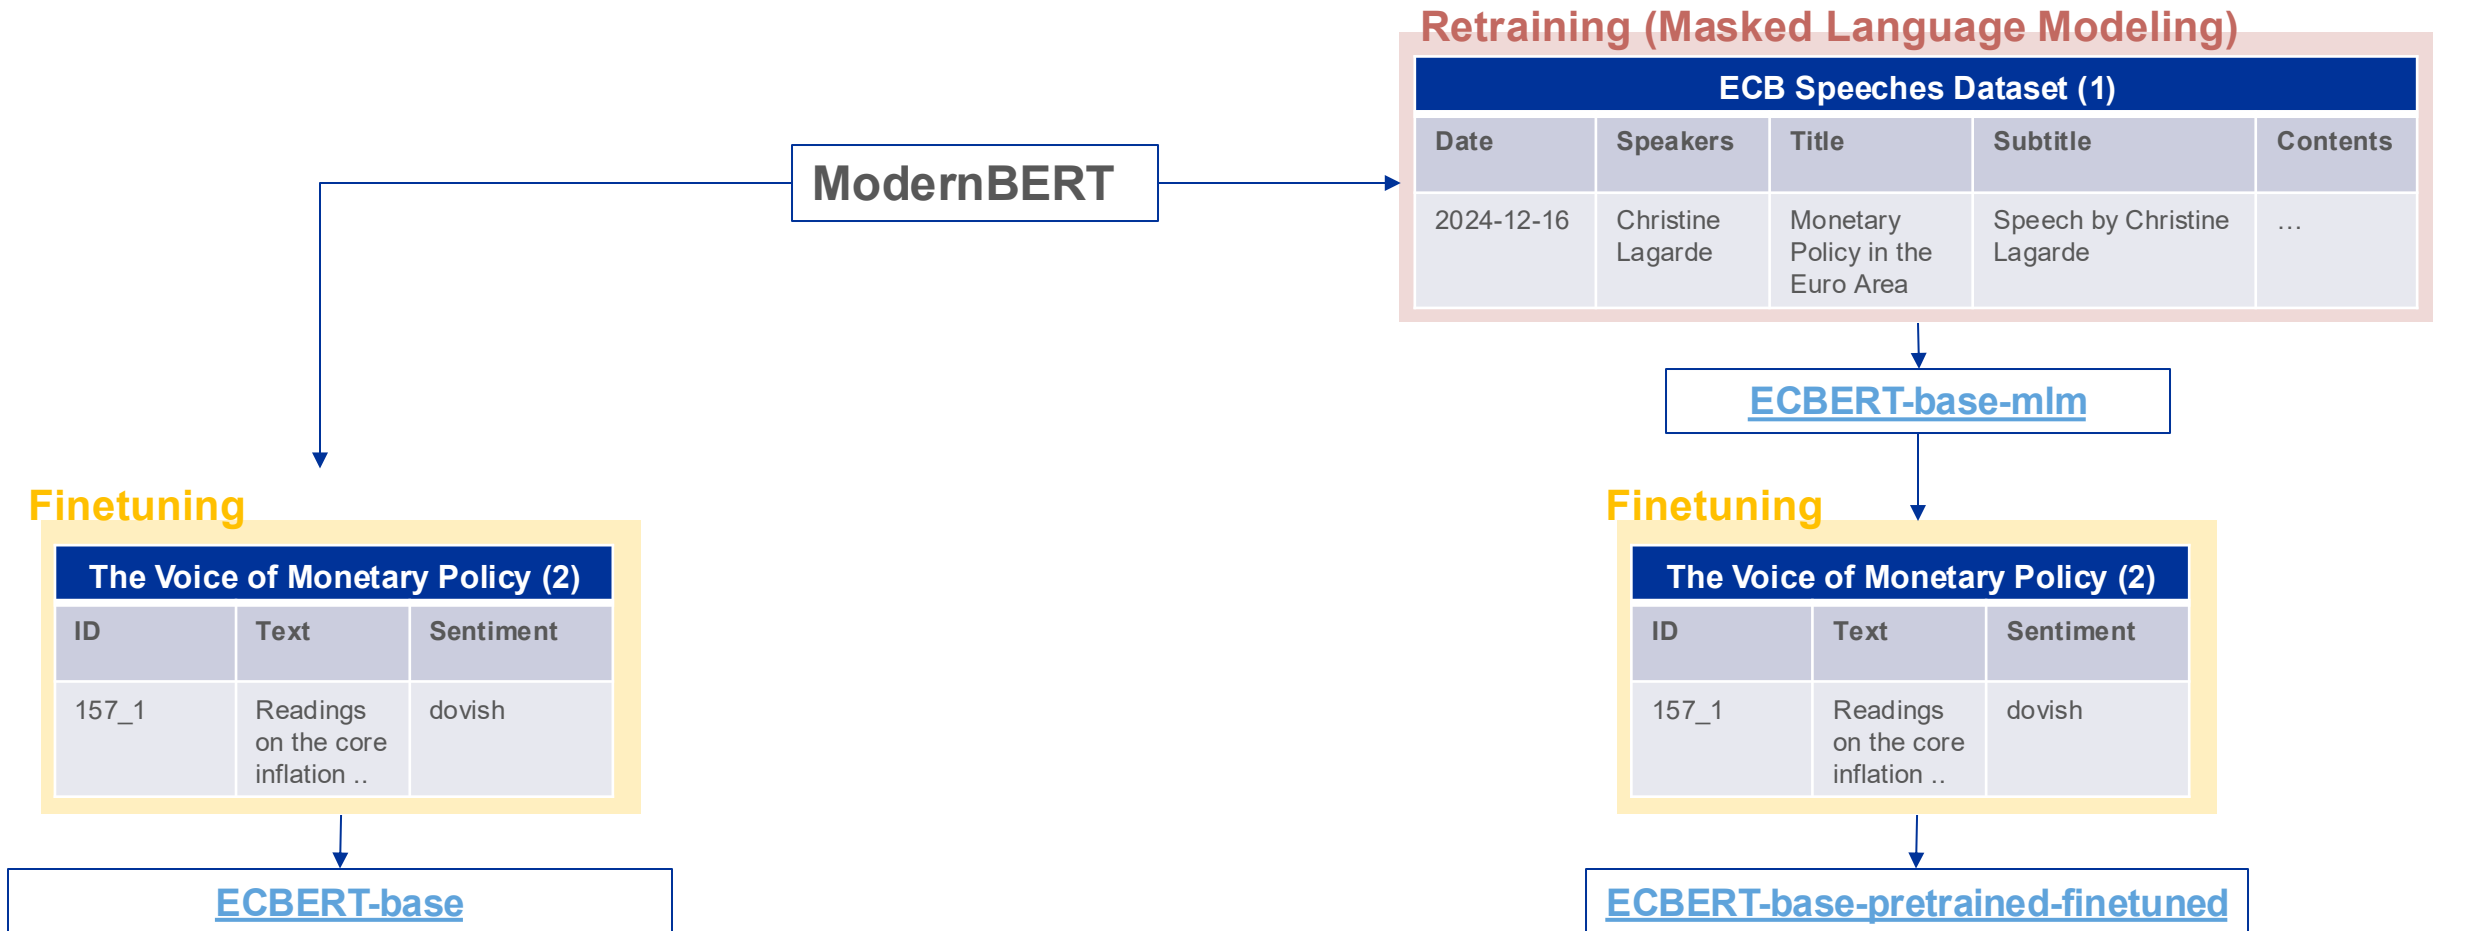 Retraining (Masked Language Modeling)
ECB Speeches Dataset (1)
Date Speakers Title Subtitle Contents
2024-12-16 Christine Monetary Speech by Christine …
Lagarde Policy in the Lagarde
Euro Area
ModernBERT
ECBERT-base-mlm
Finetuning
The Voice of Monetary Policy (2)
ID Text Sentiment
157_1 Readings dovish
on the core
inflation ..
ECBERT-base
Finetuning
The Voice of Monetary Policy (2)
ID Text Sentiment
157_1 Readings dovish
on the core
inflation ..
ECBERT-base-pretrained-finetuned